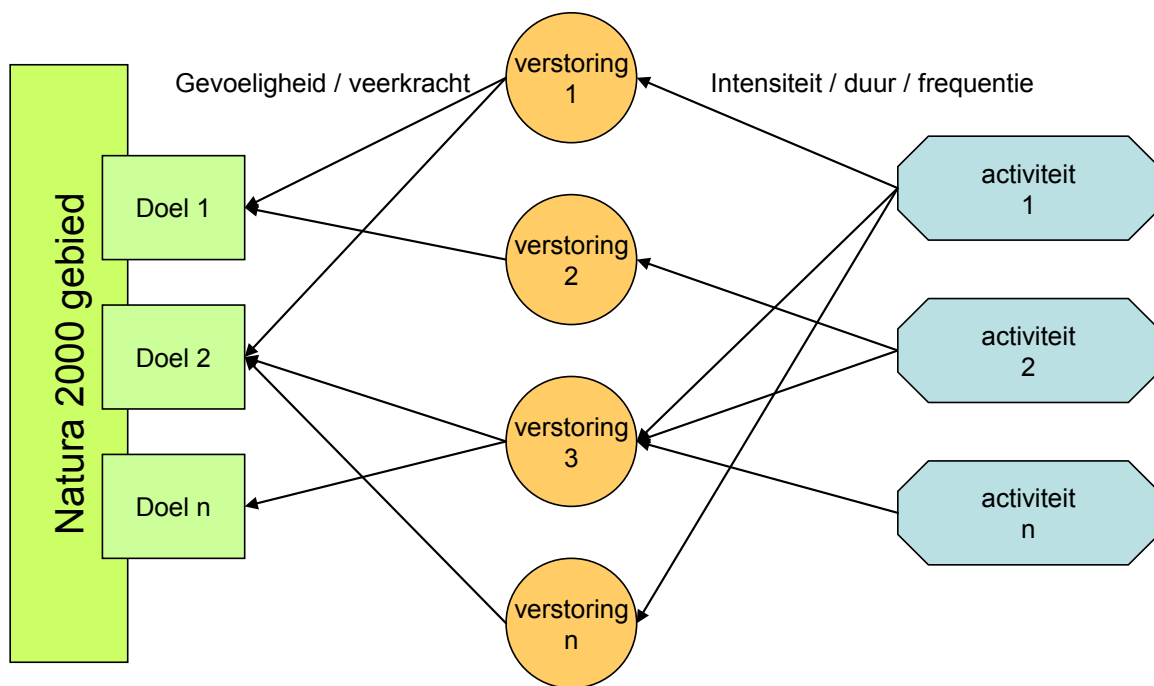 Natura 2000 gebied
Gevoeligheid / veerkracht
Intensiteit / duur / frequentie
Doel 1
Doel 2
Doel n
verstoring
1
verstoring
2
verstoring
3
verstoring
n
activiteit
1
activiteit
2
activiteit
n